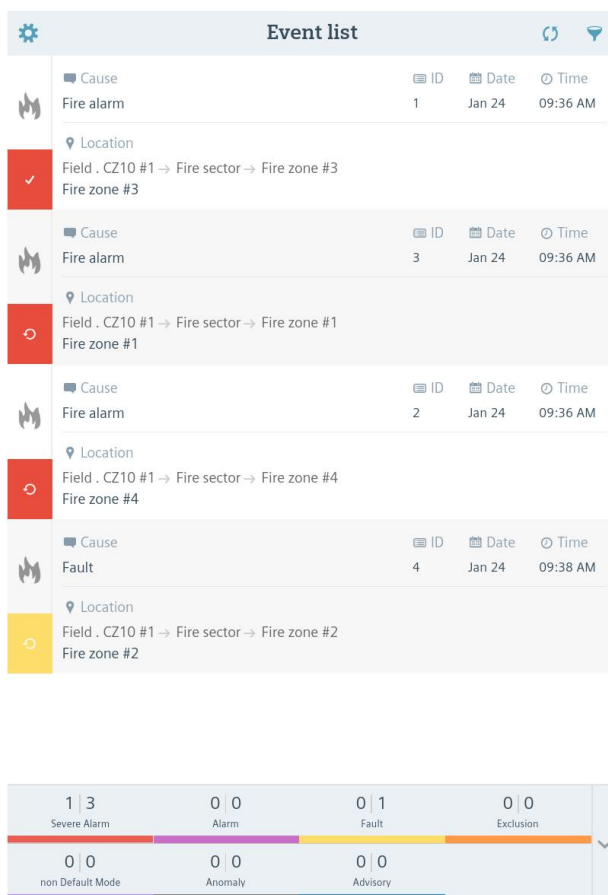 Event list
Cause ID Date Time
Fire alarm 1 Jan 24 09:36 AM
Location
Field . CZ10 #1 → Fire sector → Fire zone #3
Fire zone #3
Cause ID Date Time
Fire alarm 3 Jan 24 09:36 AM
Location
Field . CZ10 #1 → Fire sector → Fire zone #1
Fire zone #1
Cause ID Date Time
Fire alarm 2 Jan 24 09:36 AM
Location
Field . CZ10 #1 → Fire sector → Fire zone #4
Fire zone #4
Cause ID Date Time
Fault 4 Jan 24 09:38 AM
Location
Field . CZ10 #1 → Fire sector → Fire zone #2
Fire zone #2
1 | 3 0 | 0 0 | 1 0 | 0
Severe Alarm Alarm Fault Exclusion
0 | 0 0 | 0 0 | 0
non Default Mode Anomaly Advisory